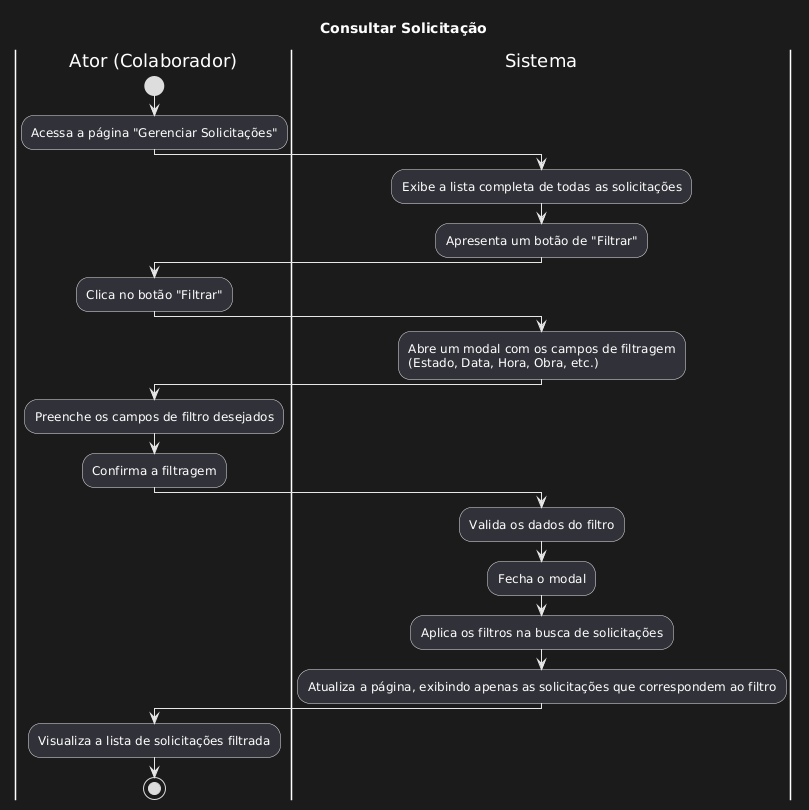 Consultar Solicitação
Ator (Colaborador)
Sistema
Acessa a página "Gerenciar Solicitações"
Exibe a lista completa de todas as solicitações
Apresenta um botão de "Filtrar"
Clica no botão "Filtrar"
Abre um modal com os campos de filtragem
(Estado, Data, Hora, Obra, etc.)
Preenche os campos de filtro desejados
Confirma a filtragem
Valida os dados do filtro
Fecha o modal
Aplica os filtros na busca de solicitações
Atualiza a página, exibindo apenas as solicitações que correspondem ao filtro
Visualiza a lista de solicitações filtrada